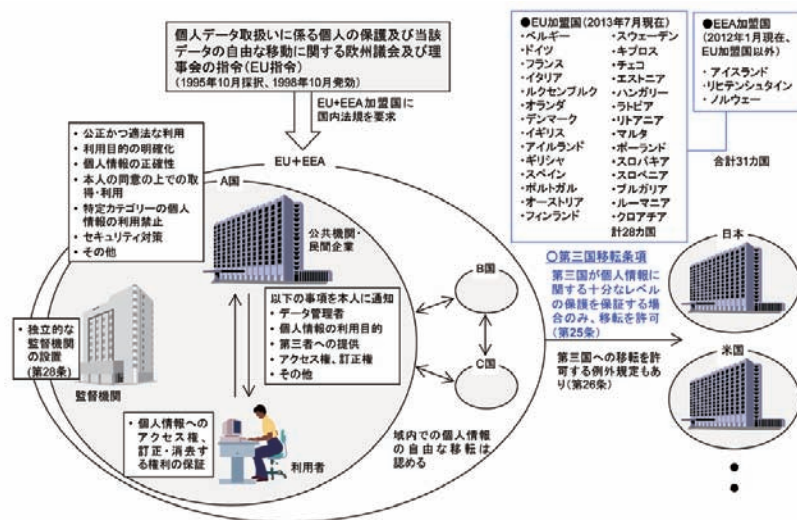 個人データ取扱いに係る個人の保護及び当該
データの自由な移動に関する欧州議会及び理
事会の指令(EU指令)
(1995年10月採択、1998年10月発効)
EU+EEA加盟国に
国内法規を要求
●EU加盟国(2013年7月現在)
・ベルギー
・ドイツ
・フランス
・イタリア
・ルクセンブルク
・オランダ
・デンマーク
・イギリス
・アイルランド
・ギリシャ
・スペイン
・ポルトガル
・オーストリア
・フィンランド
・スウェーデン
・キプロス
・チェコ
・エストニア
・ハンガリー
・ラトビア
・リトアニア
・マルタ
・ポーランド
・スロバキア
・スロベニア
・ブルガリア
・ルーマニア
・クロアチア
計28カ国
●EEA加盟国
(2012年1月現在、
EU加盟国以外)
・アイスランド
・リヒテンシュタイン
・ノルウェー
合計31カ国
・公正かつ適法な利用
・利用目的の明確化
・個人情報の正確性
・本人の同意の上での取
得・利用
・特定カテゴリーの個人
情報の利用禁止
・セキュリティ対策
・その他
EU+EEA
A国
公共機関・
民間企業
以下の事項を本人に通知
・データ管理者
・個人情報の利用目的
・第三者への提供
・アクセス権、訂正権
・その他
・独立的な
監督機関
の設置
(第28条)
監督機関
・個人情報への
アクセス権、
訂正・消去す
る権利の保証
利用者
B国
C国
域内での個人情報
の自由な移転は
認める
○第三国移転条項
第三国が個人情報に
関する十分なレベル
の保護を保証する場
合のみ、移転を許可
(第25条)
第三国への移転を許
可する例外規定もあ
り(第26条)
日本
米国